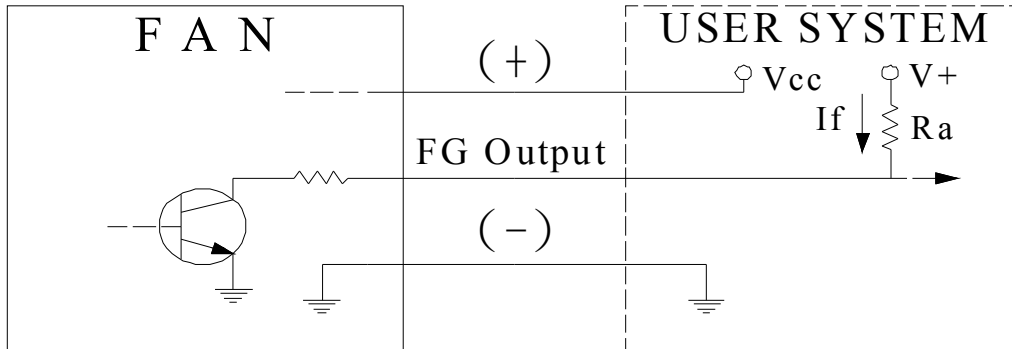 F A N
USER SYSTEM
(+)
Vcc
V+
If
Ra
FG Output
(-)